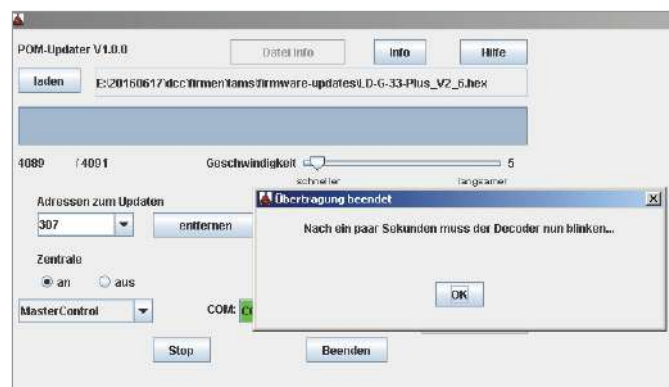 POM-Updater V1.0.0 Datei Info Info Hilfe
laden E:\20160617\dcc\firmen\tams\firmware-updates\LD-G-33-Plus_V2_6.hex
4089 / 4091 Geschwindigkeit 5
schneller langsamer
Adressen zum Updaten
307 entfernen
Zentrale
an aus
MasterControl COM:
Stop Beenden
Übertragung beendet
Nach ein paar Sekunden muss der Decoder nun blinken...
OK